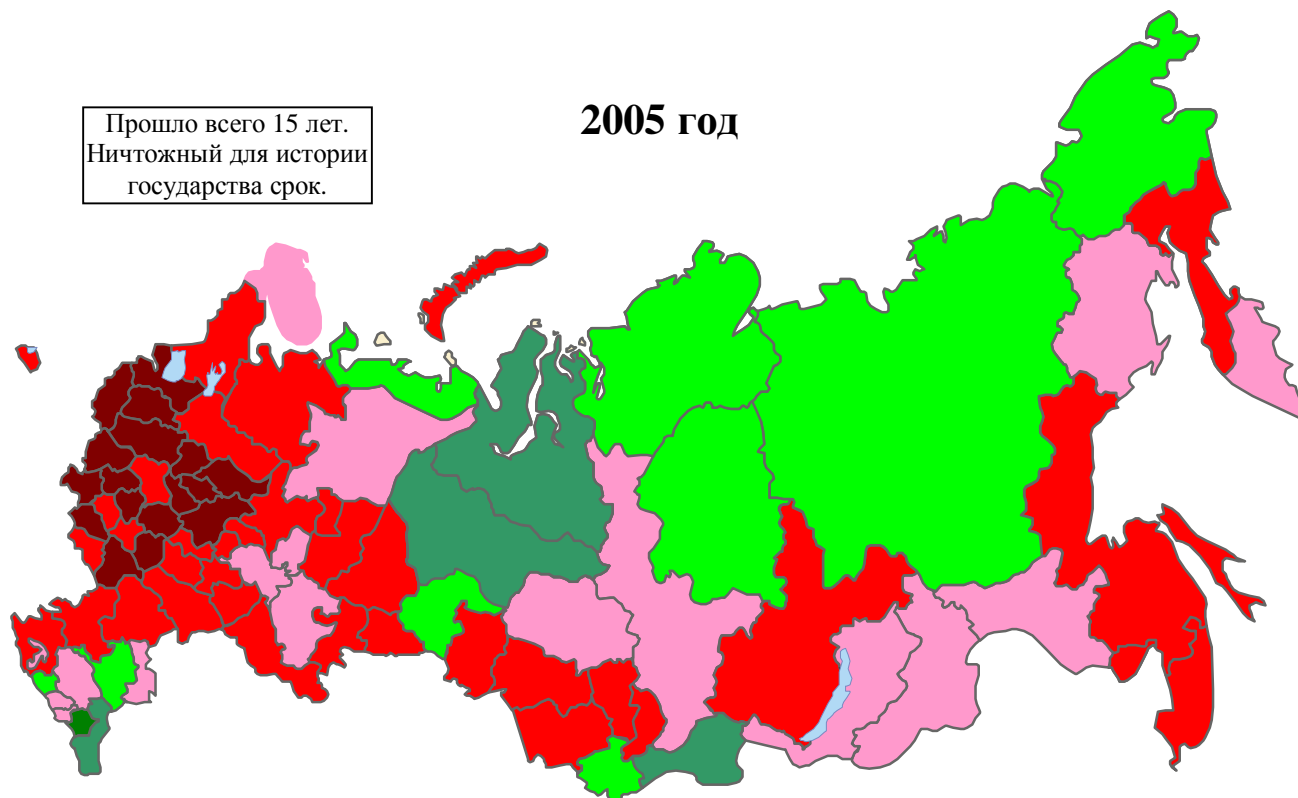 Прошло всего 15 лет.
Ничтожный для истории
государства срок.
2005 год